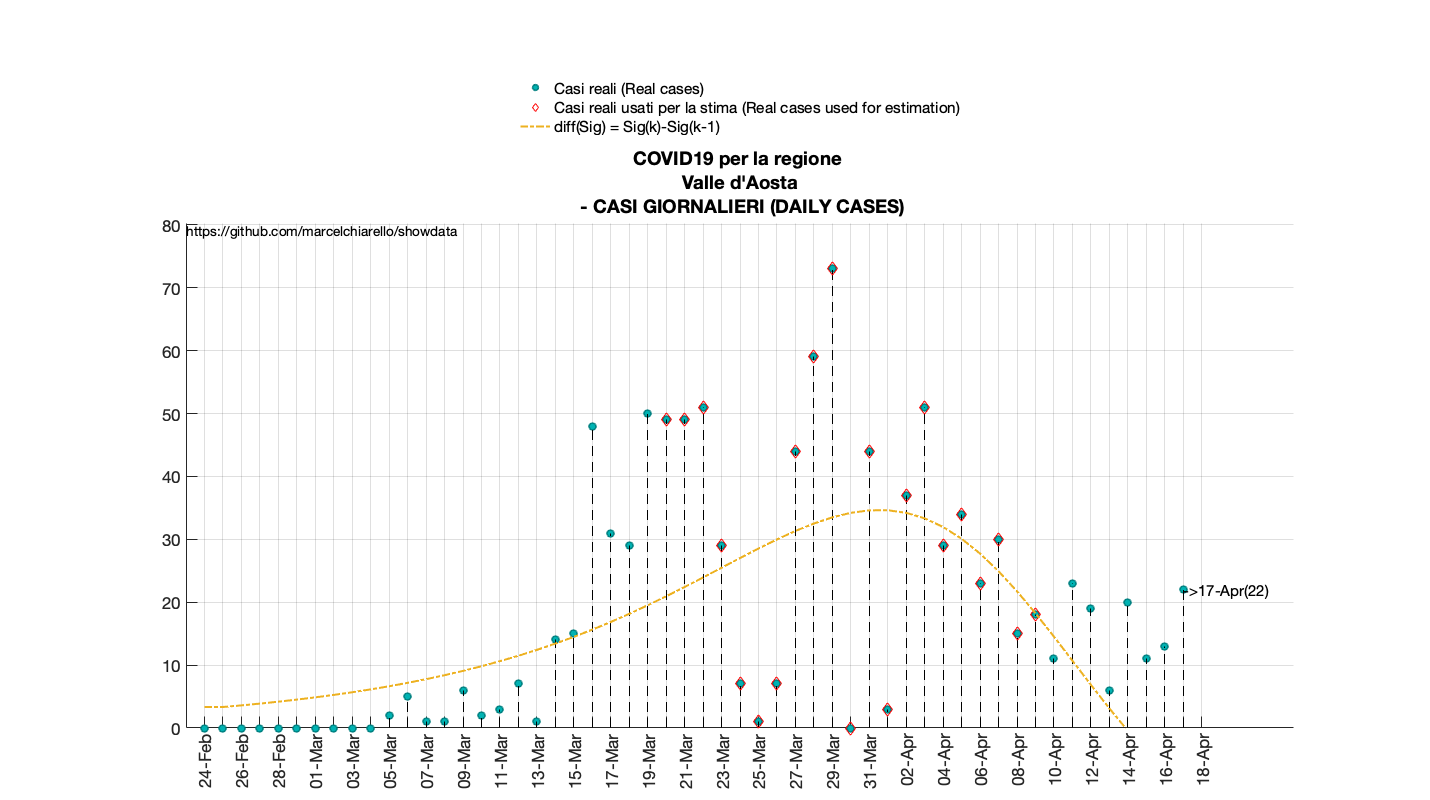 Casi reali (Real cases)
Casi reali usati per la stima (Real cases used for estimation)
diff(Sig) = Sig(k)-Sig(k-1)
COVID19 per la regione
Valle d'Aosta
- CASI GIORNALIERI (DAILY CASES)
https://github.com/marcelchiarello/showdata
80
70
60
50
40
30
20
10
0
->17-Apr(22)
24-Feb
26-Feb
28-Feb
01-Mar
03-Mar
05-Mar
07-Mar
09-Mar
11-Mar
13-Mar
15-Mar
17-Mar
19-Mar
21-Mar
23-Mar
25-Mar
27-Mar
29-Mar
31-Mar
02-Apr
04-Apr
06-Apr
08-Apr
10-Apr
12-Apr
14-Apr
16-Apr
18-Apr